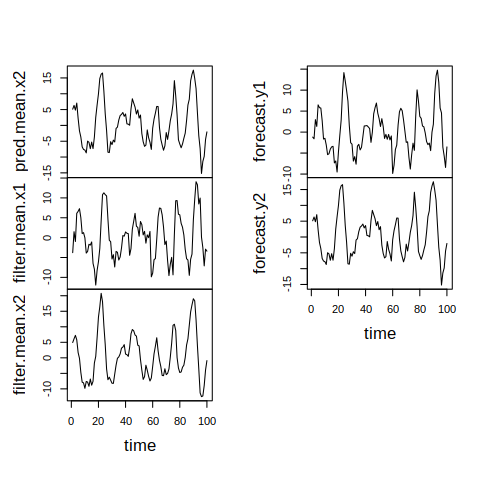 pred.mean.x2
-15 -5 5 15
filter.mean.x1
-10 0 5 10
filter.mean.x2
-10 0 5 10 20
0 20 40 60 80 100
time
forecast.y1
-10 -5 0 5 10 15
forecast.y2
-15 -5 5 15
0 20 40 60 80 100
time